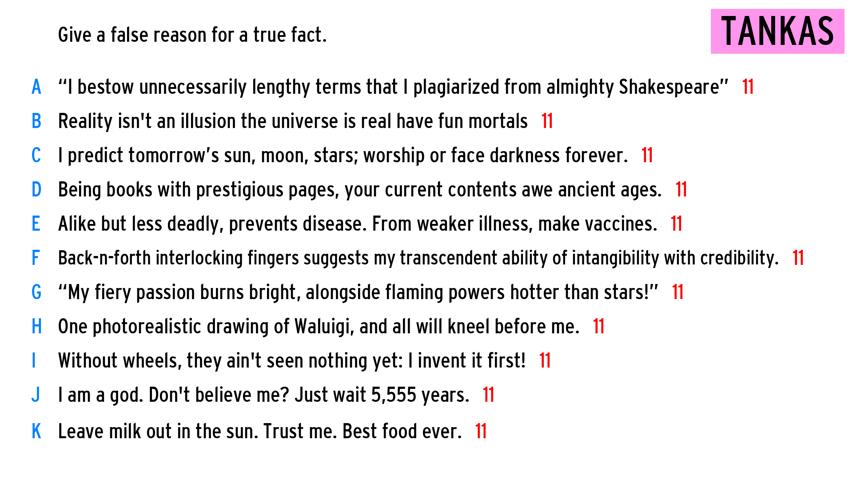 Give a false reason for a true fact.
TANKAS
A “I bestow unnecessarily lengthy terms that I plagiarized from almighty Shakespeare” 11
B Reality isn't an illusion the universe is real have fun mortals 11
C I predict tomorrow’s sun, moon, stars; worship or face darkness forever. 11
D Being books with prestigious pages, your current contents awe ancient ages. 11
E Alike but less deadly, prevents disease. From weaker illness, make vaccines. 11
F Back-n-forth interlocking fingers suggests my transcendent ability of intangibility with credibility. 11
G “My fiery passion burns bright, alongside flaming powers hotter than stars!” 11
H One photorealistic drawing of Waluigi, and all will kneel before me. 11
I Without wheels, they ain't seen nothing yet: I invent it first! 11
J I am a god. Don't believe me? Just wait 5,555 years. 11
K Leave milk out in the sun. Trust me. Best food ever. 11